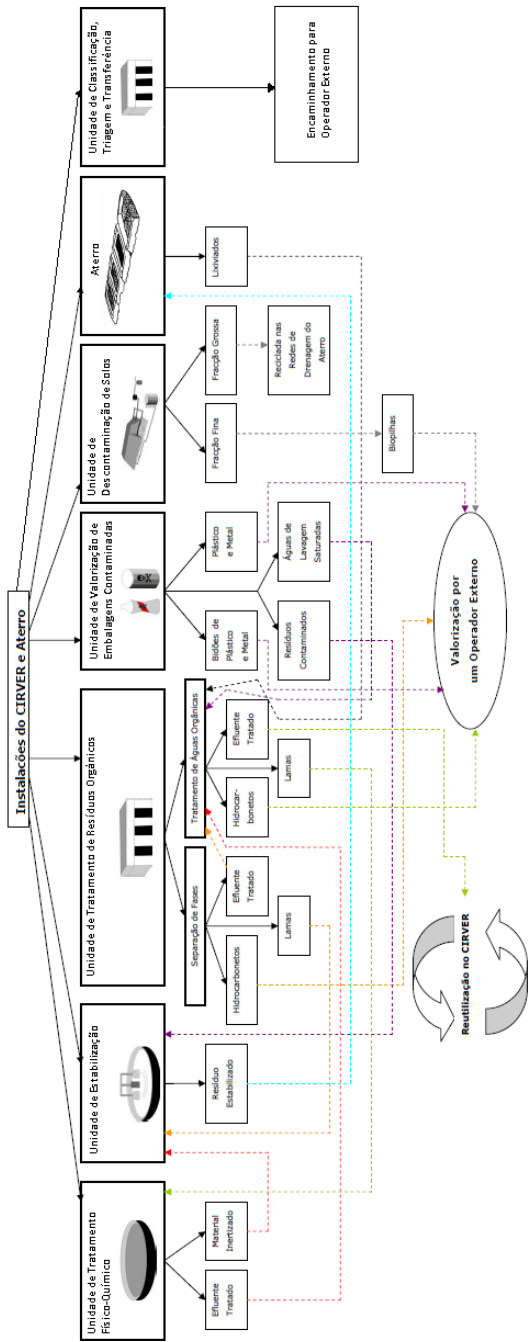 Instalacões do CIRVER e Aterro
Unidade de Tratamento
Físico-Químico
Unidade de Estabilização
Unidade de Tratamento de Resíduos Orgânicos
Unidade de Valorização de
Embalagens Contaminadas
Unidade de
Descontaminação de Solos
Aterro
Unidade de Classificação,
Triagem e Transferência
Efluente
Tratado
Material
Inertizado
Resíduo
Estabilizado
Separação de Fases
Tratamento de Águas Orgânicas
Hidrocarbonetos
Efluente
Tratado
Lamas
Hidrocar-
bonetos
Efluente
Tratado
Lamas
Bidões de
Plástico
e Metal
Plástico
e Metal
Resíduos
Contaminados
Águas de
Lavagem
Saturadas
Fracção Fina
Fracção Grossa
Reciclada nas
Redes de
Drenagem do
Aterro
Biopilhas
Lixiviados
Encaminhamento para
Operador Externo
Reutilização no CIRVER
Valorização por
um Operador Externo